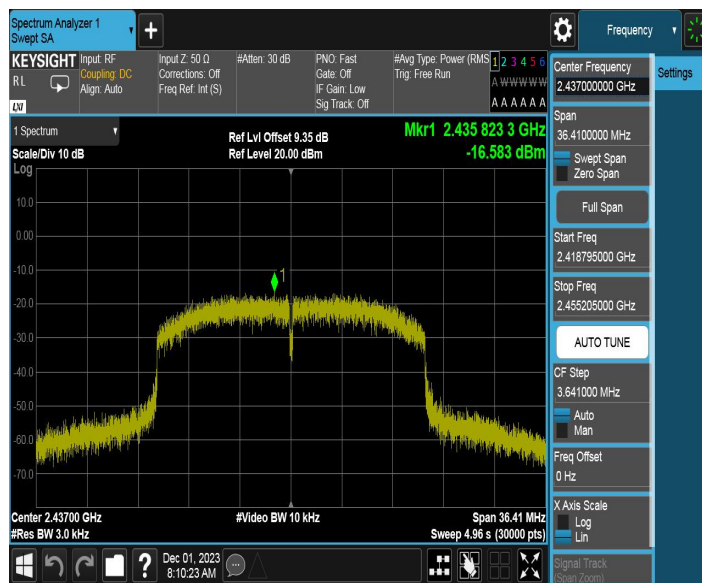 Spectrum Analyzer 1
Swept SA
+
Frequency
KEYSIGHT
RL
LXI
Input: RF
Coupling: DC
Align: Auto
Input Z: 50 Ω
Corrections: Off
Freq Ref: Int (S)
#Atten: 30 dB
PNO: Fast
Gate: Off
IF Gain: Low
Sig Track: Off
#Avg Type: Power (RMS
Trig: Free Run
1 2 3 4 5 6
A W W W W W
A A A A A A
1 Spectrum
Scale/Div 10 dB
Log
Ref Lvl Offset 9.35 dB
Ref Level 20.00 dBm
Mkr1 2.435 823 3 GHz
-16.583 dBm
10.0
0.00
-10.0
-20.0
-30.0
-40.0
-50.0
-60.0
-70.0
1
Center 2.43700 GHz
#Res BW 3.0 kHz
#Video BW 10 kHz
Span 36.41 MHz
Sweep 4.96 s (30000 pts)
Center Frequency
2.437000000 GHz
Span
36.4100000 MHz
Swept Span
Zero Span
Full Span
Start Freq
2.418795000 GHz
Stop Freq
2.455205000 GHz
AUTO TUNE
CF Step
3.641000 MHz
Auto
Man
Freq Offset
0 Hz
X Axis Scale
Log
Lin
Signal Track
(Span Zoom)
Settings
?
Dec 01, 2023
8:10:23 AM